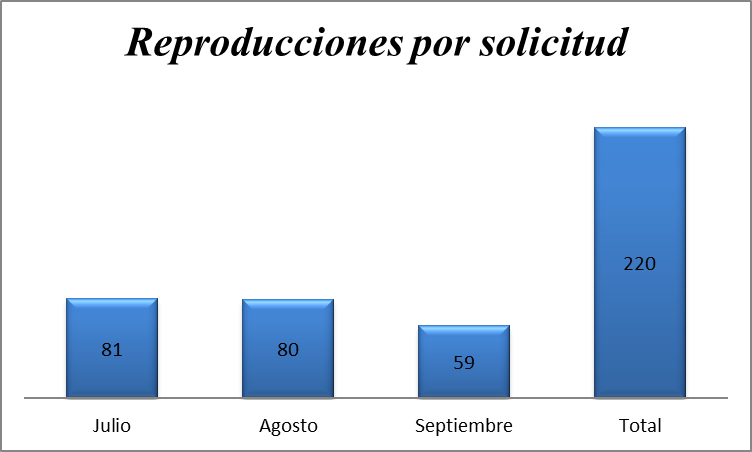 Reproducciones por solicitud
81
80
59
220
Julio
Agosto
Septiembre
Total